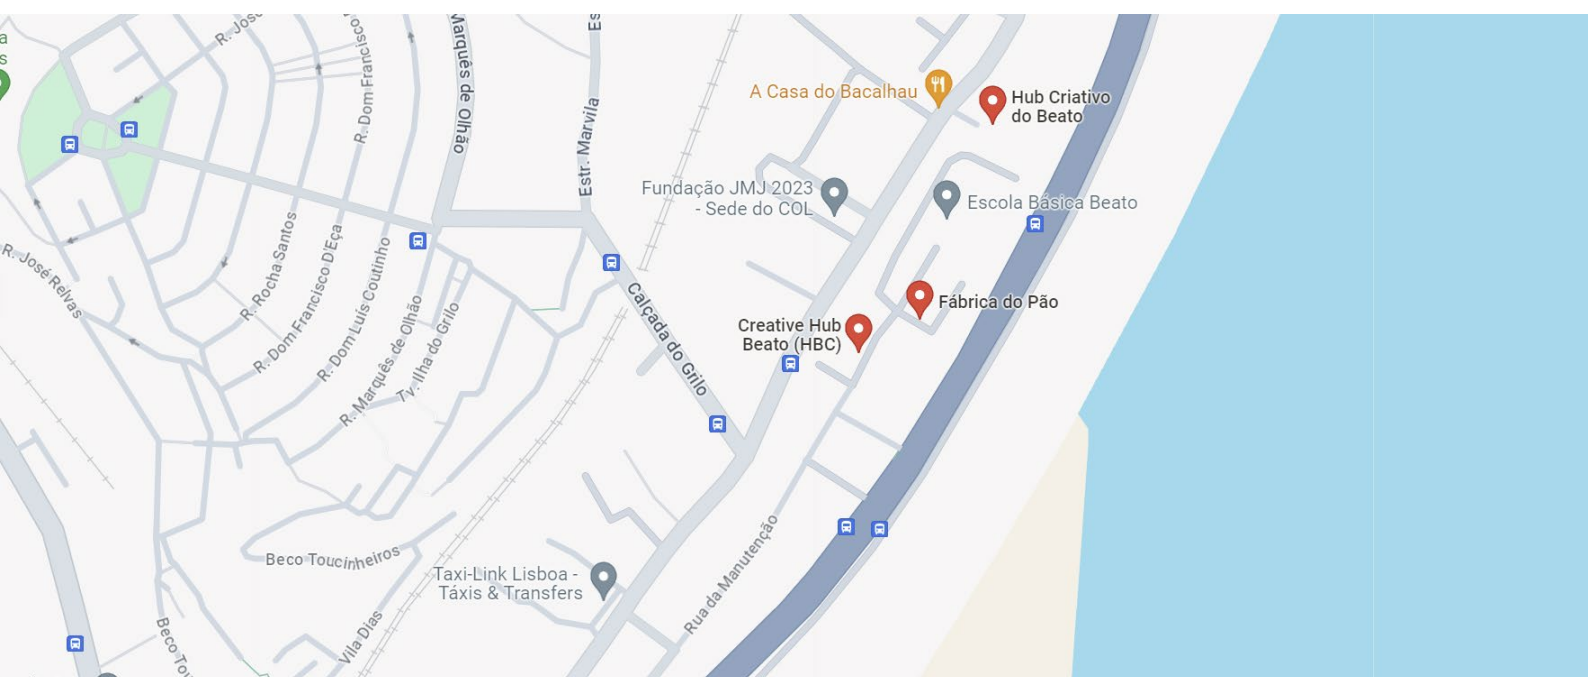 a
s
R. José
R. Dom Francisco
Marquês de Olhão
Es
Estr. Marvila
A Casa do Bacalhau
Hub Criativo
do Beato
Fundação JMJ 2023
- Sede do COL
Escola Básica Beato
R. José Relvas
R. Rocha Santos
R. Dom Francisco D'Eça
R. Dom Luís Coutinho
R. Marquês de Olhão
Tv. Ilha do Grilo
Calçada do Grilo
Fábrica do Pão
Creative Hub
Beato (HBC)
Beco Toucinheiros
Taxi-Link Lisboa -
Táxis & Transfers
Rua da Manutenção
Vila Dias
Beco Tou